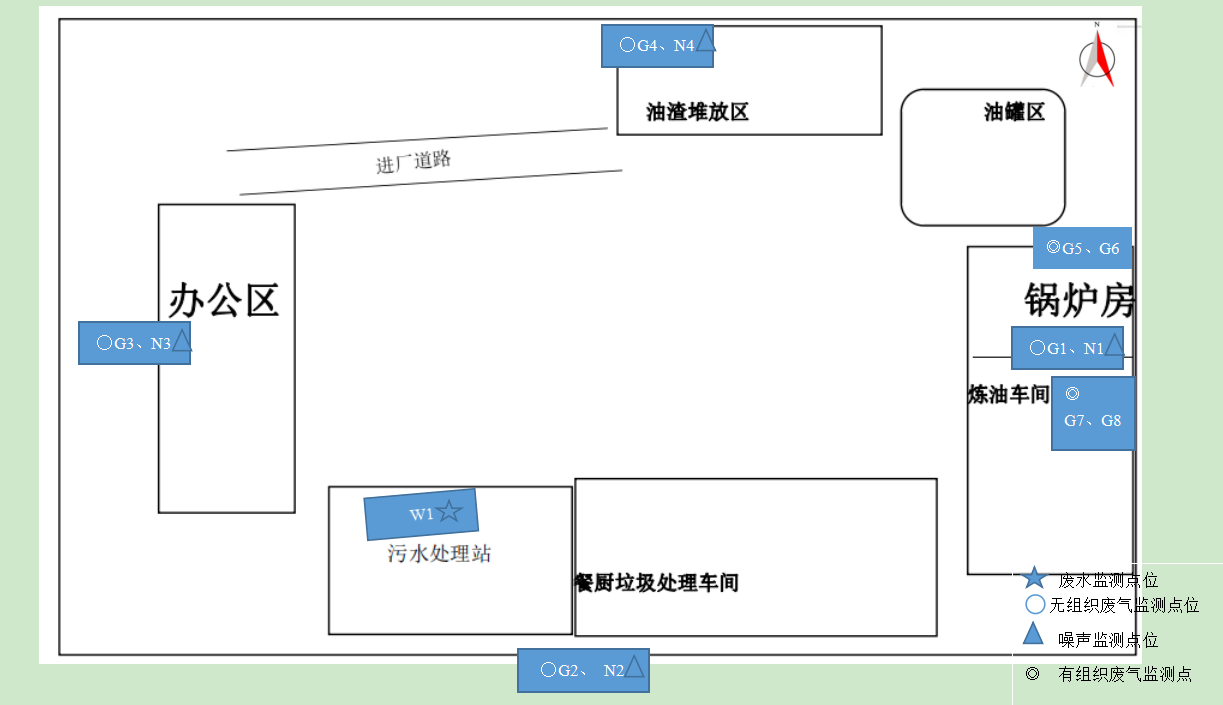 N
○G4、N4△
油渣堆放区
油罐区
进厂道路
◎G5、G6
办公区
锅炉房
○G3、N3△
○G1、N1△
炼油车间
◎
G7、G8
W1☆
污水处理站
餐厨垃圾处理车间
★ 废水监测点位
○无组织废气监测点位
▲ 噪声监测点位
◎ 有组织废气监测点
○G2、 N2△